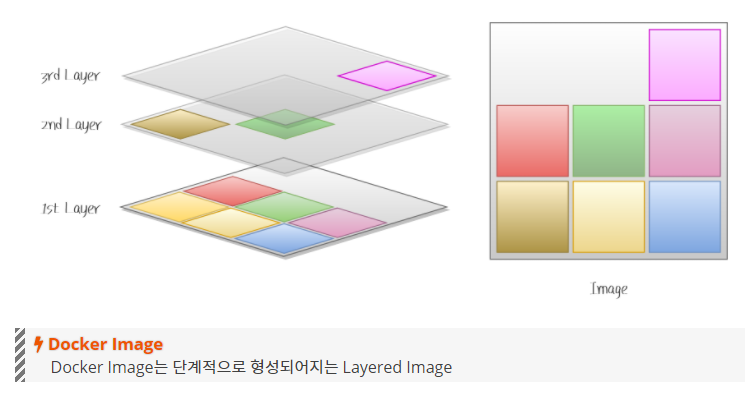 3rd Layer
2nd Layer
1st Layer
Image
Docker Image
Docker Image는 단계적으로 형성되어지는 Layered Image